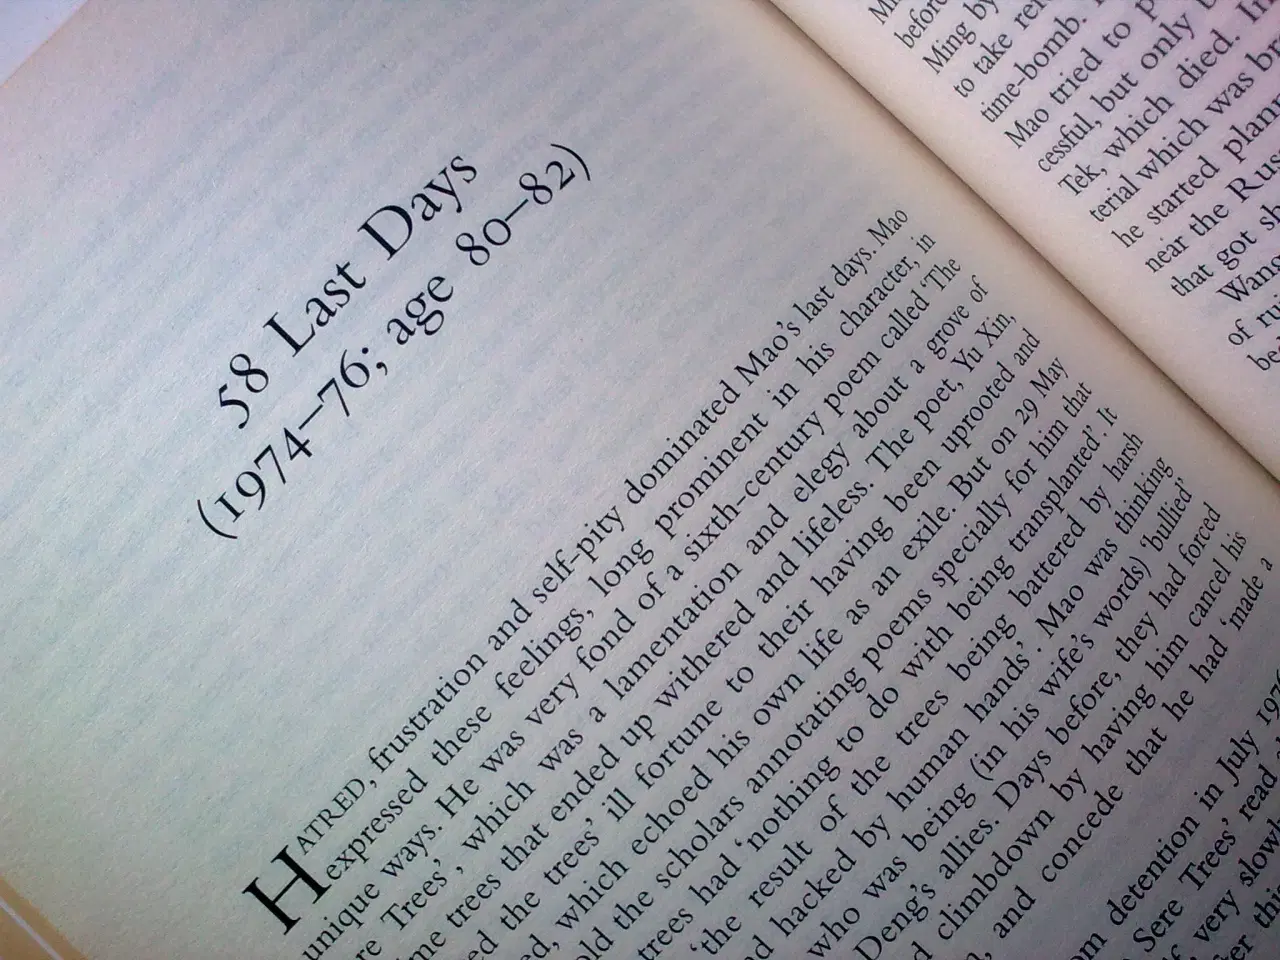 58 Last Days
(1974–76; age 80–82)
HATRED, frustration and self-pity dominated Mao's last days. Mao
expressed these feelings, long prominent in his character, in
unique ways. He was very fond of a sixth-century poem called 'The
Trees', which was a lamentation and elegy about a grove of
trees that ended up withered and lifeless. The poet, Yu Xin,
the trees' ill fortune to their having been uprooted and
which echoed his own life as an exile. But on 29 May
the scholars annotating poems specially for him that
trees had 'nothing to do with being transplanted'. It
'the result of the trees being battered by harsh
hacked by human hands'. Mao was thinking
who was being (in his wife's words) 'bullied'
Deng's allies. Days before, they had forced
climbdown by having him cancel his
and concede that he had 'made a
detention in July
Sere Trees' read
very slowly
before
Ming by
to take
time-bomb.
Mao tried to
cessful, but only
Tek, which died. In
terial which was
he started
near the
that got
of